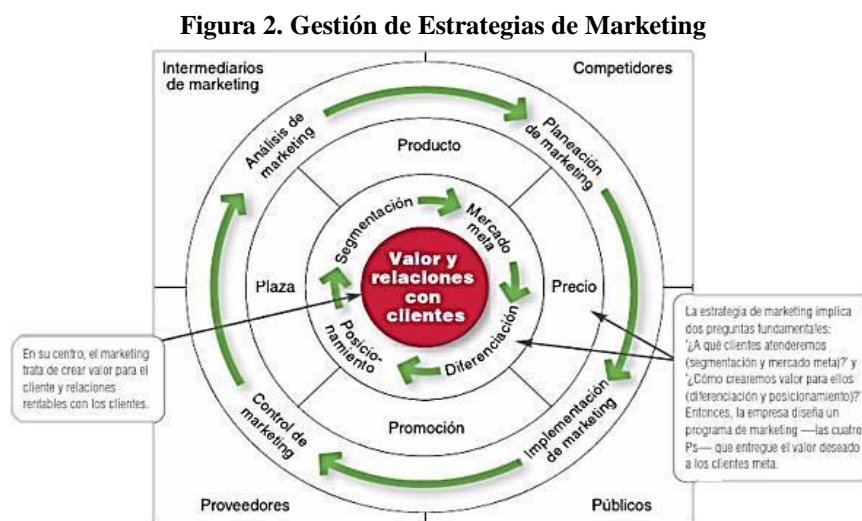 Figura 2. Gestión de Estrategias de Marketing
Intermediarios
de marketing
Competidores
Análisis de
marketing
Planeación
de marketing
Producto
Segmentación
Mercado
meta
Valor y
relaciones
con
clientes
Plaza
Precio
Posicio-
namiento
Diferenciación
En su centro, el marketing
trata de crear valor para el
cliente y relaciones
rentables con los clientes.
La estrategia de marketing implica
dos preguntas fundamentales:
'¿A qué clientes atenderemos
(segmentación y mercado meta)?' y
'¿Cómo crearemos valor para ellos
(diferenciación y posicionamiento)?'
Entonces, la empresa diseña un
programa de marketing —las cuatro
Ps— que entregue el valor deseado
a los clientes meta.
Control de
marketing
Promoción
Implementación
de marketing
Proveedores
Públicos